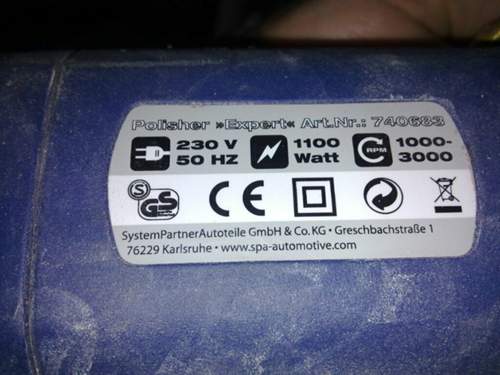 Polisher »Expert« Art.Nr.: 740683
230 V
50 HZ
1100
Watt
RPM
1000-
3000
S
GS
CE
SystemPartnerAutoteile GmbH & Co. KG • Greschbachstraße 1
76229 Karlsruhe • www.spa-automotive.com